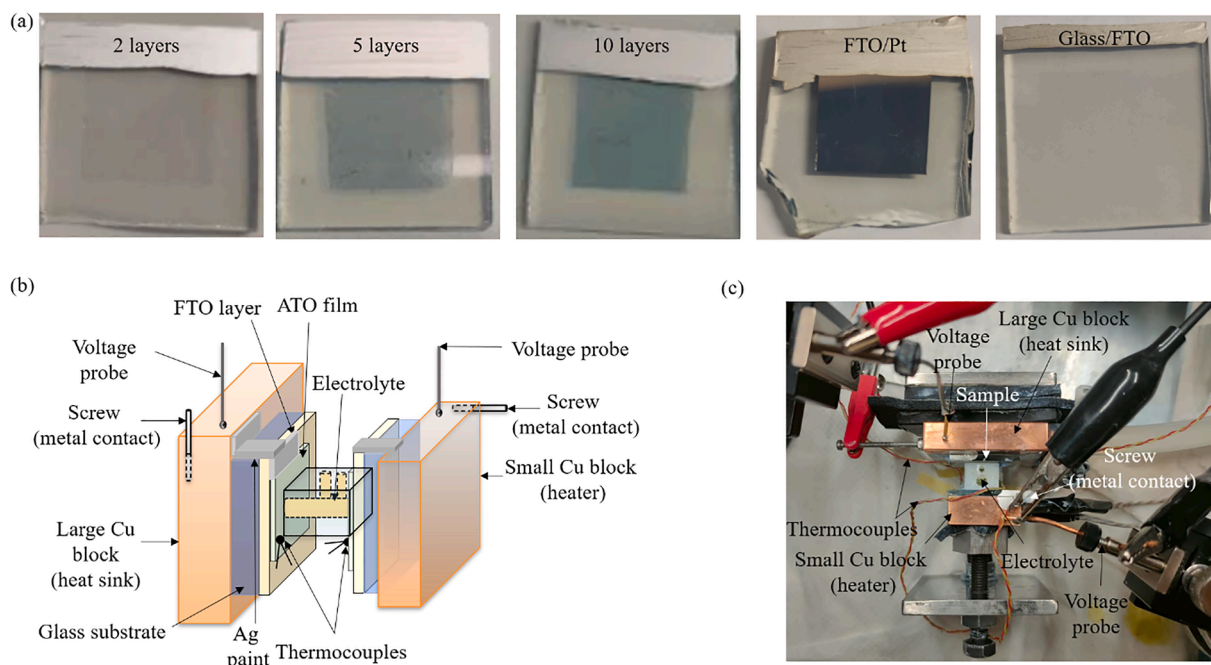 (a)
2 layers
5 layers
10 layers
FTO/Pt
Glass/FTO
(b)
FTO layer
ATO film
Voltage
probe
Electrolyte
Voltage probe
Screw
(metal contact)
Screw
(metal contact)
Small Cu block
(heater)
Large Cu
block
(heat sink)
Glass substrate
Ag
paint
Thermocouples
(c)
Large Cu block
(heat sink)
Voltage
probe
Sample
Screw
(metal contact)
Thermocouples
Small Cu block
(heater)
Electrolyte
Voltage
probe